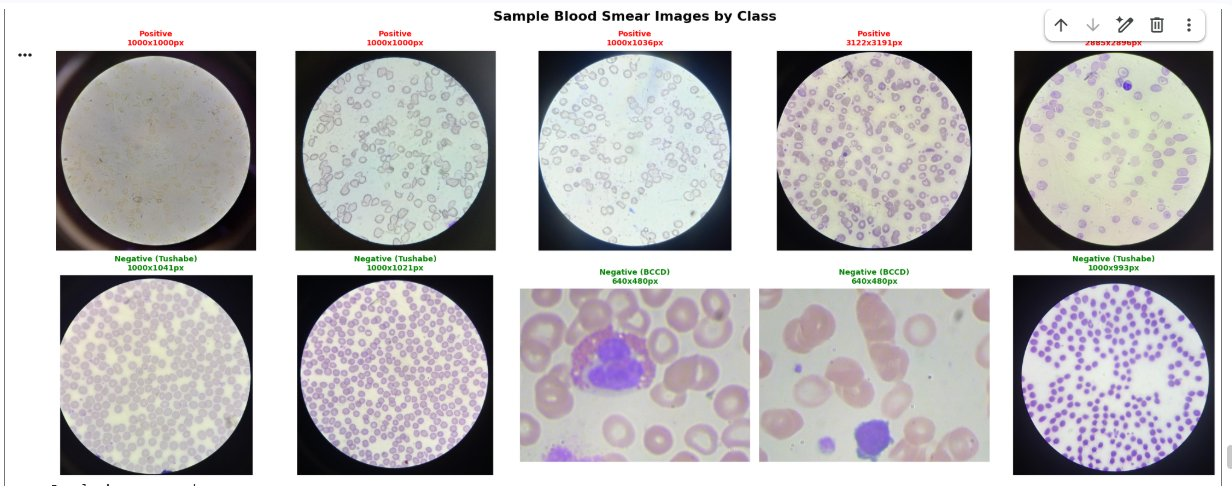 Sample Blood Smear Images by Class
Positive
1000x1000px
Positive
1000x1000px
Positive
1000x1036px
Positive
3122x3191px
2885x2896px
Negative (Tushabe)
1000x1041px
Negative (Tushabe)
1000x1021px
Negative (BCCD)
640x480px
Negative (BCCD)
640x480px
Negative (Tushabe)
1000x993px